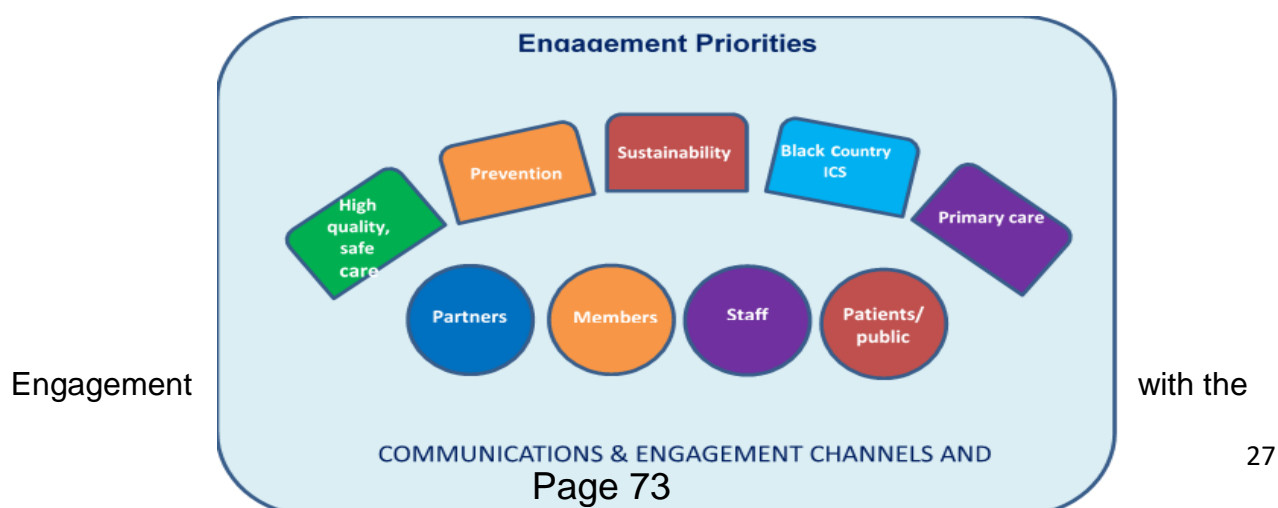 Engagement Priorities
High
quality,
safe
care
Prevention
Sustainability
Black Country
ICS
Primary care
Partners
Members
Staff
Patients/
public
Engagement
with the
COMMUNICATIONS & ENGAGEMENT CHANNELS AND
27
Page 73